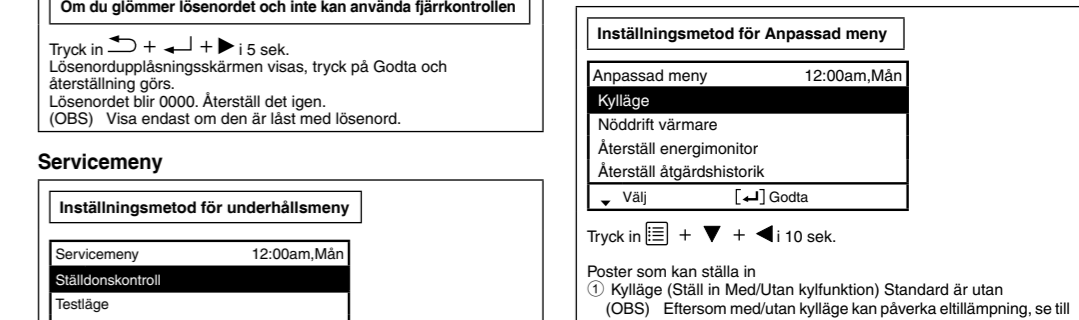 Om du glömmer lösenordet och inte kan använda fjärrkontrollen
Tryck in ⮌ + ↵ + ▶ i 5 sek.
Lösenordupplåsningsskärmen visas, tryck på Godta och
återställning görs.
Lösenordet blir 0000. Återställ det igen.
(OBS) Visa endast om den är låst med lösenord.
Servicemeny
Inställningsmetod för underhållsmeny
Servicemeny 12:00am,Mån
Ställdonskontroll
Testläge
Inställningsmetod för Anpassad meny
Anpassad meny 12:00am,Mån
Kylläge
Nöddrift värmare
Återställ energimonitor
Återställ åtgärdshistorik
▼ Välj [↵] Godta
Tryck in ☰ + ▼ + ◀ i 10 sek.
Poster som kan ställa in
① Kylläge (Ställ in Med/Utan kylfunktion) Standard är utan
(OBS) Eftersom med/utan kylläge kan påverka eltillämpning, se till